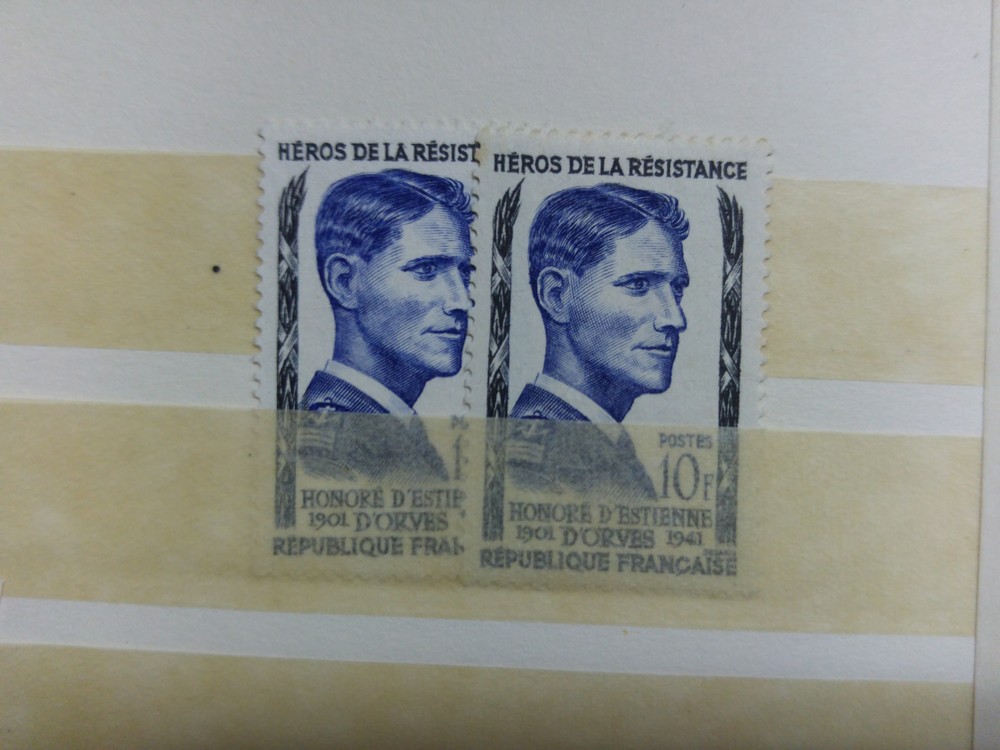 HÉROS DE LA RÉSIST
HONORÉ D'ESTIE
1901 D'ORVES
RÉPUBLIQUE FRA
HÉROS DE LA RÉSISTANCE
POSTES
10F
HONORÉ D'ESTIENNE
1901 D'ORVES 1941
RÉPUBLIQUE FRANÇAISE